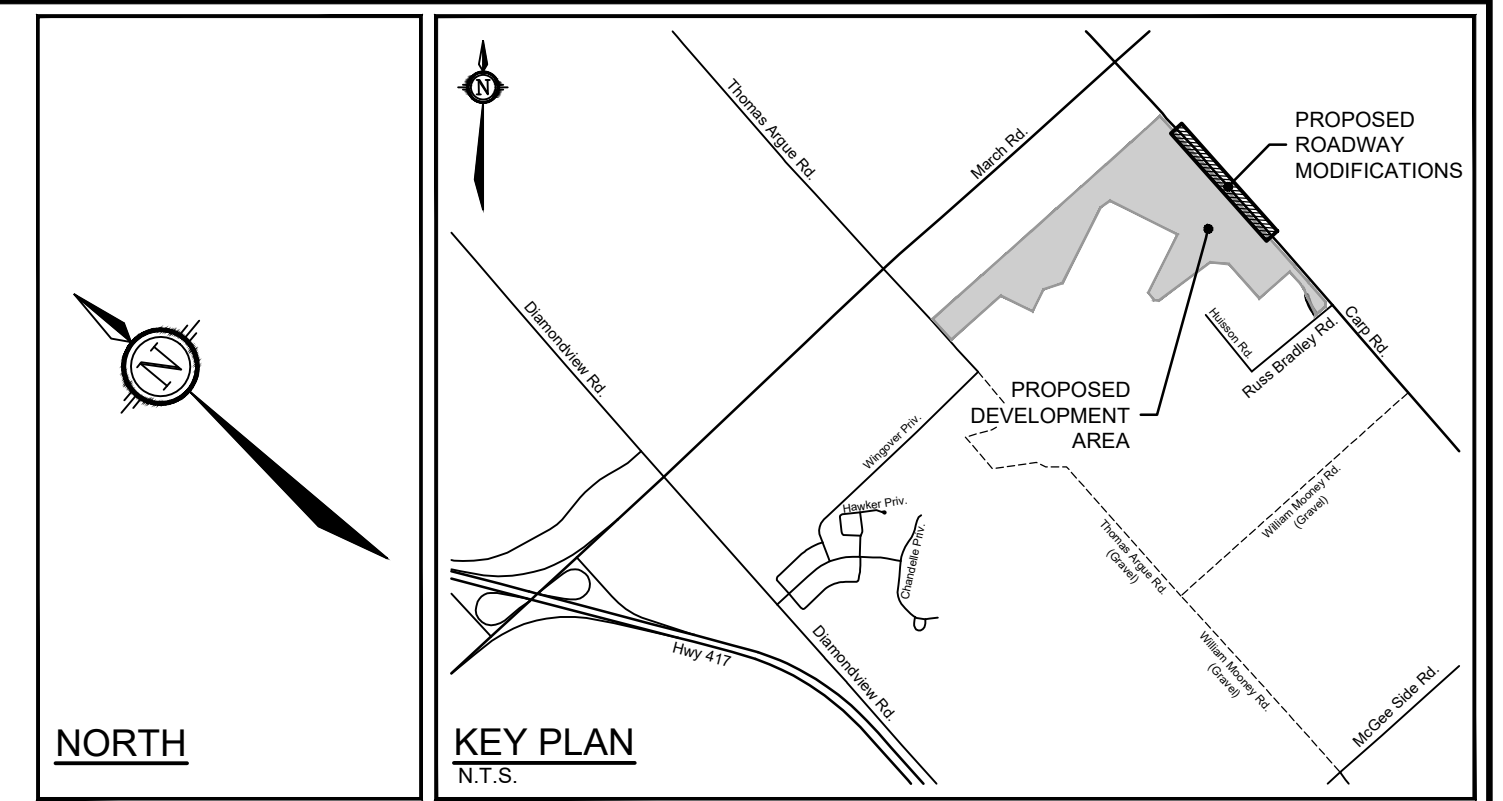 N
NORTH
N
Thomas Argue Rd.
March Rd.
PROPOSED
ROADWAY
MODIFICATIONS
Diamondview Rd.
Huisson Rd.
Carp Rd.
Russ Bradley Rd.
PROPOSED
DEVELOPMENT
AREA
Wingover Priv.
Hawker Priv.
Chandelle Priv.
William Mooney Rd.
(Gravel)
Thomas Argue Rd.
(Gravel)
Hwy 417
Diamondview Rd.
William Mooney Rd.
(Gravel)
McGee Side Rd.
KEY PLAN
N.T.S.